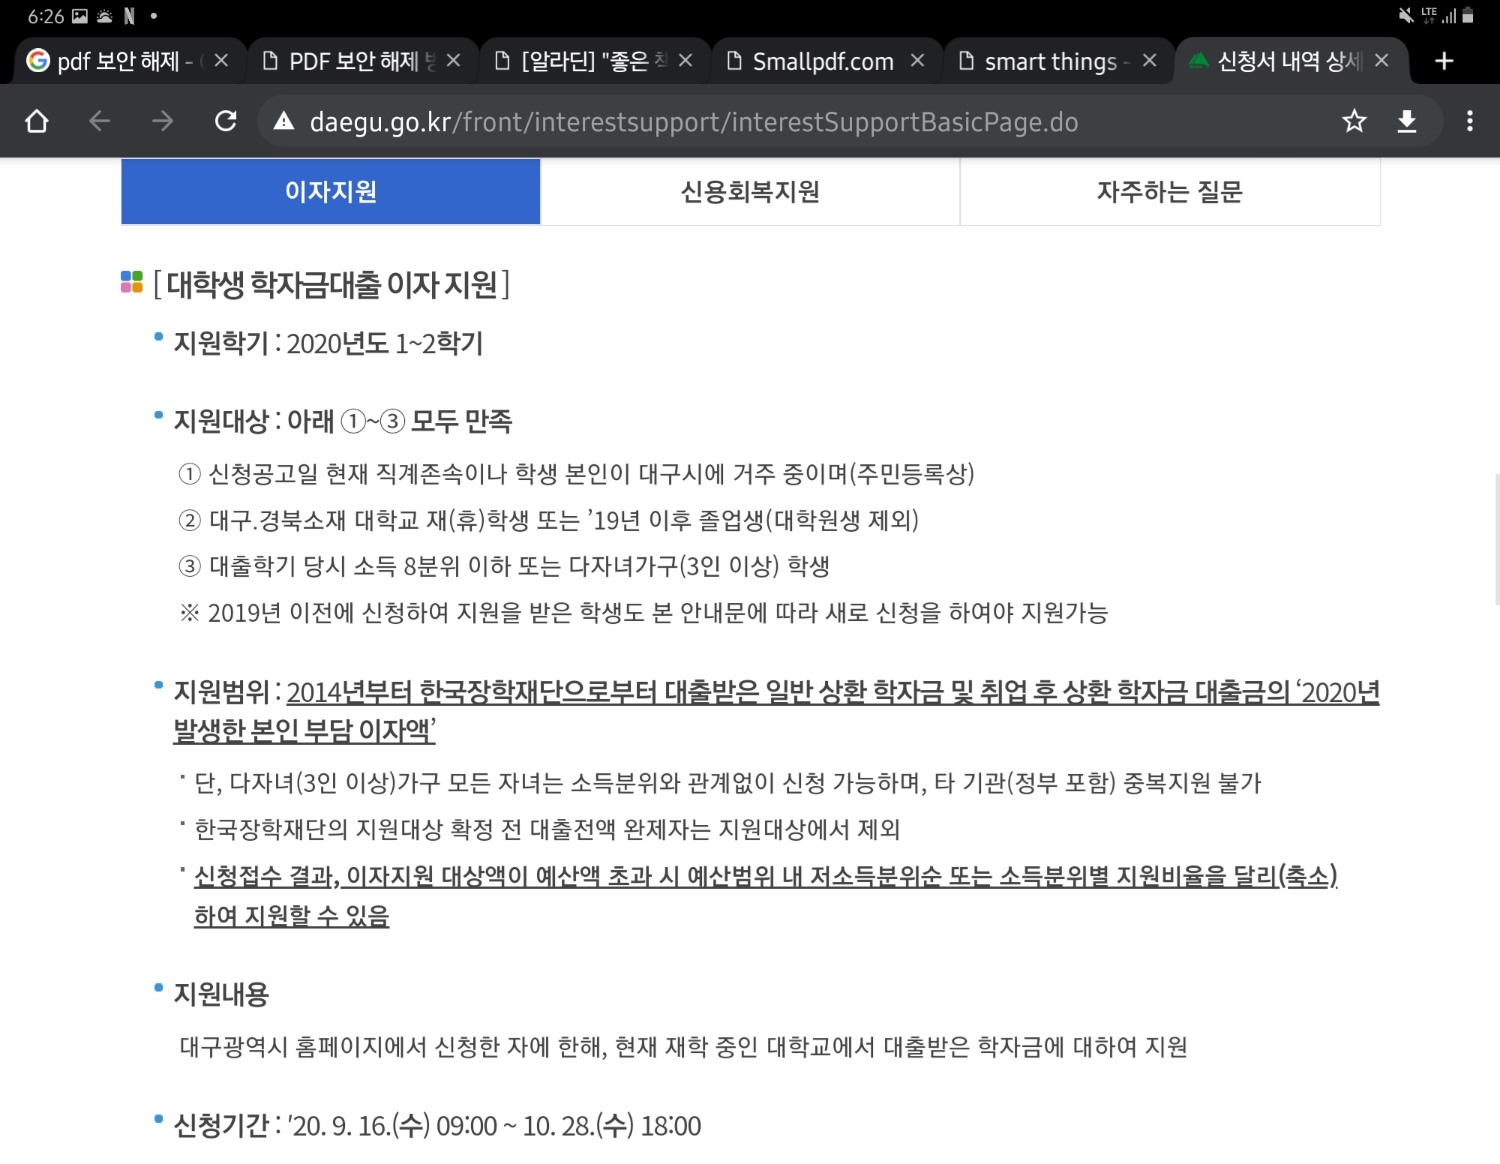 6:26
LTE
pdf 보안 해제 -
PDF 보안 해제
[알라딘] "좋은
Smallpdf.com
smart things -
신청서 내역 상세
daegu.go.kr/front/interestsupport/interestSupportBasicPage.do
이자지원
신용회복지원
자주하는 질문
[ 대학생 학자금대출 이자 지원 ]
지원학기 : 2020년도 1~2학기
지원대상 : 아래 ①~③ 모두 만족
① 신청공고일 현재 직계존속이나 학생 본인이 대구시에 거주 중이며(주민등록상)
② 대구.경북소재 대학교 재(휴)학생 또는 ’19년 이후 졸업생(대학원생 제외)
③ 대출학기 당시 소득 8분위 이하 또는 다자녀가구(3인 이상) 학생
※ 2019년 이전에 신청하여 지원을 받은 학생도 본 안내문에 따라 새로 신청을 하여야 지원가능
지원범위 : 2014년부터 한국장학재단으로부터 대출받은 일반 상환 학자금 및 취업 후 상환 학자금 대출금의 ‘2020년
발생한 본인 부담 이자액’
단, 다자녀(3인 이상)가구 모든 자녀는 소득분위와 관계없이 신청 가능하며, 타 기관(정부 포함) 중복지원 불가
한국장학재단의 지원대상 확정 전 대출전액 완제자는 지원대상에서 제외
신청접수 결과, 이자지원 대상액이 예산액 초과 시 예산범위 내 저소득분위순 또는 소득분위별 지원비율을 달리(축소)
하여 지원할 수 있음
지원내용
대구광역시 홈페이지에서 신청한 자에 한해, 현재 재학 중인 대학교에서 대출받은 학자금에 대하여 지원
신청기간 : '20. 9. 16.(수) 09:00 ~ 10. 28.(수) 18:00